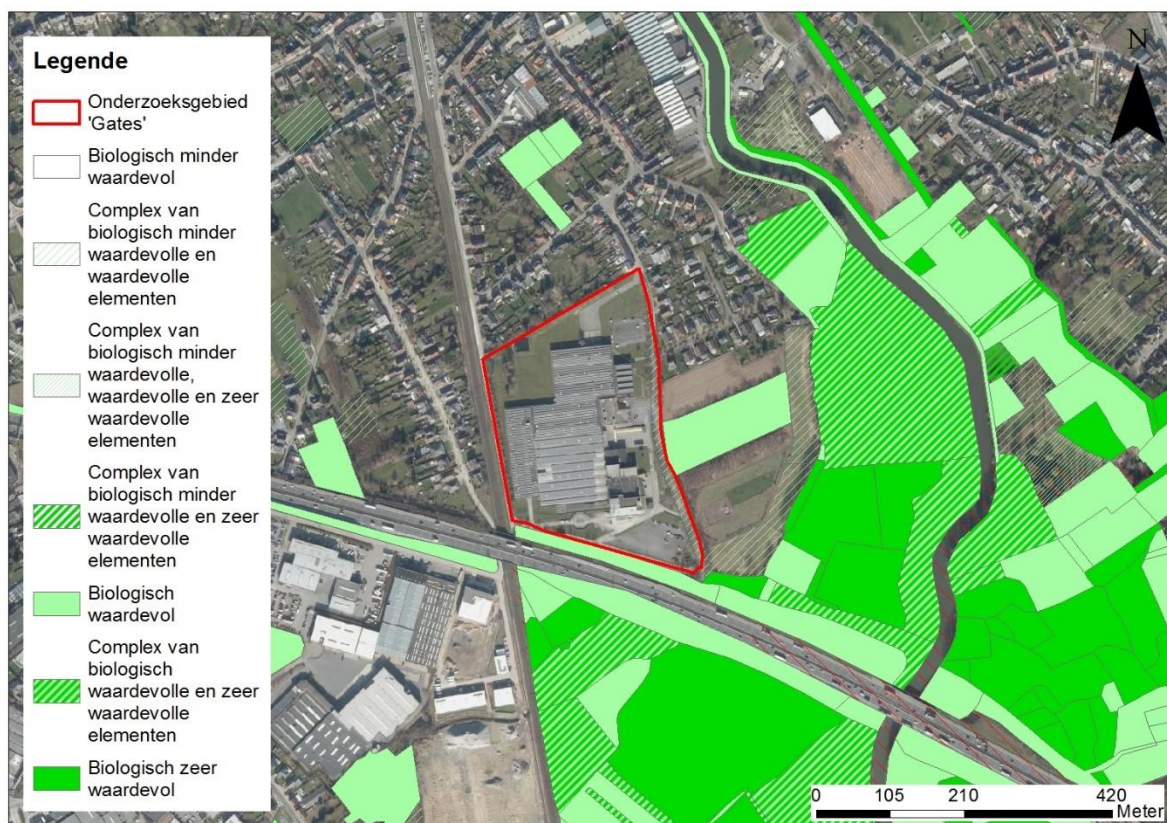 Legende
Onderzoeksgebied
'Gates'
Biologisch minder
waardevol
Complex van
biologisch minder
waardevolle en
waardevolle
elementen
Complex van
biologisch minder
waardevolle,
waardevolle en zeer
waardevolle
elementen
Complex van
biologisch minder
waardevolle en zeer
waardevolle
elementen
Biologisch
waardevol
Complex van
biologisch
waardevolle en zeer
waardevolle
elementen
Biologisch zeer
waardevol
N
0 105 210 420
Meter